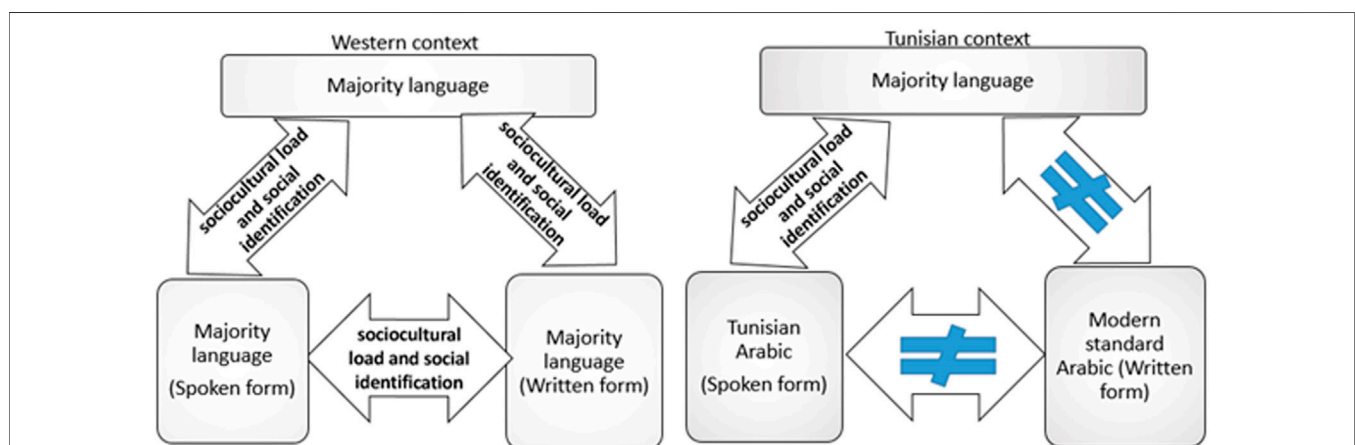 Western context
Majority language
sociocultural load
and social
identification
sociocultural load
and social
identification
Majority
language
(Spoken form)
sociocultural
load and social
identification
Majority
language
(Written form)
Tunisian context
Majority language
sociocultural load
and social
identification
≠
Tunisian
Arabic
(Spoken form)
≠
Modern
standard
Arabic (Written
form)